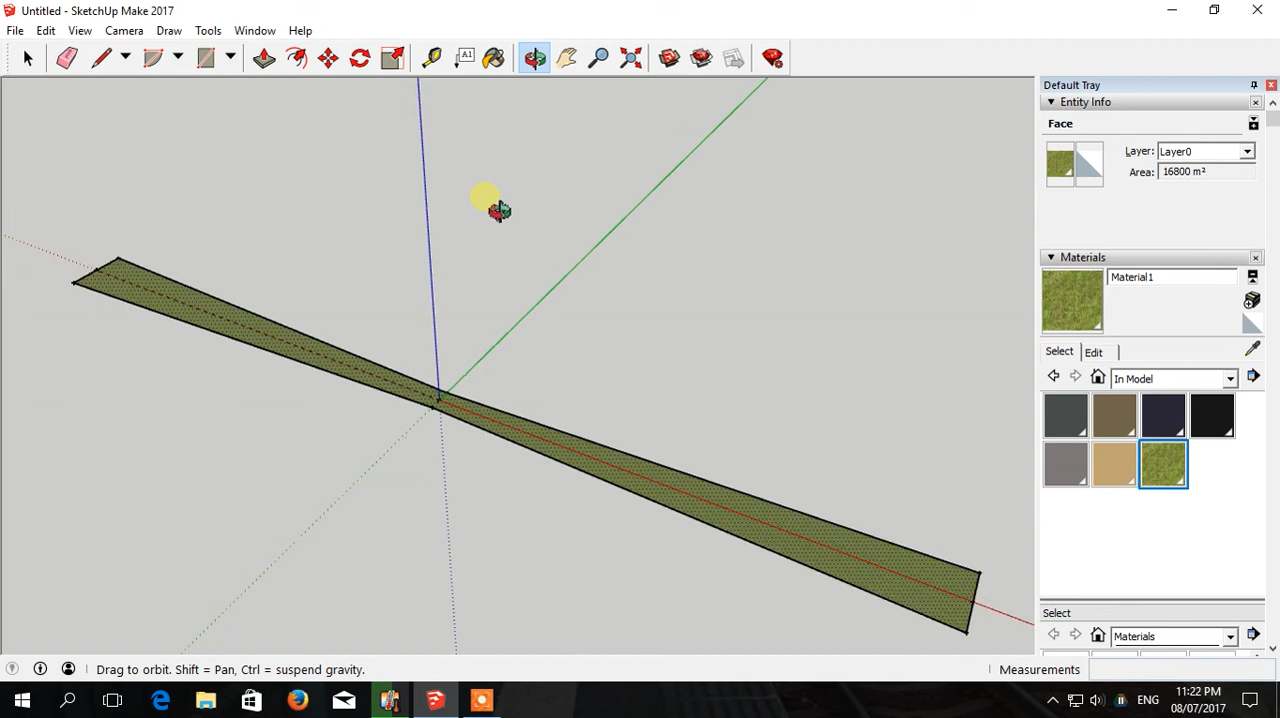 Untitled - SketchUp Make 2017
File Edit View Camera Draw Tools Window Help
A1
Default Tray
Entity Info
Face
Layer: Layer0
Area: 16800 m²
Materials
Material1
Select Edit
In Model
Select
Materials
Drag to orbit. Shift = Pan, Ctrl = suspend gravity.
Measurements
ENG
11:22 PM
08/07/2017